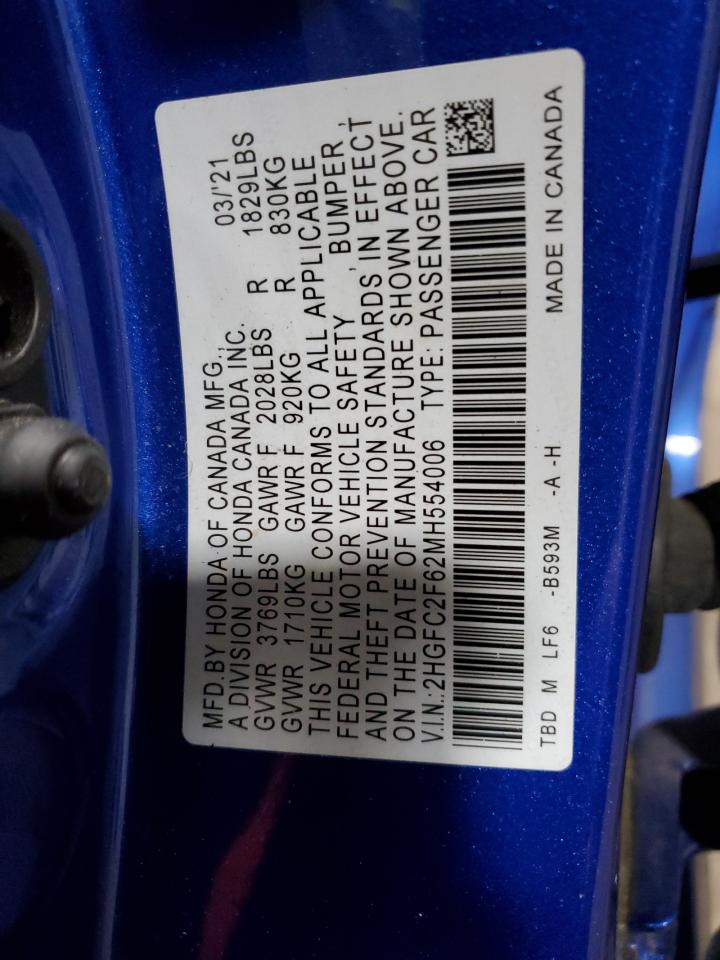 MFD.BY HONDA OF CANADA MFG., 03/'21
A DIVISION OF HONDA CANADA INC.
GVWR 3769LBS GAWR F 2028LBS R 1829LBS
GVWR 1710KG GAWR F 920KG R 830KG
THIS VEHICLE CONFORMS TO ALL APPLICABLE
FEDERAL MOTOR VEHICLE SAFETY, BUMPER,
AND THEFT PREVENTION STANDARDS IN EFFECT
ON THE DATE OF MANUFACTURE SHOWN ABOVE.
V.I.N.:2HGFC2F62MH554006 TYPE: PASSENGER CAR
TBD M LF6 -B593M -A -H MADE IN CANADA